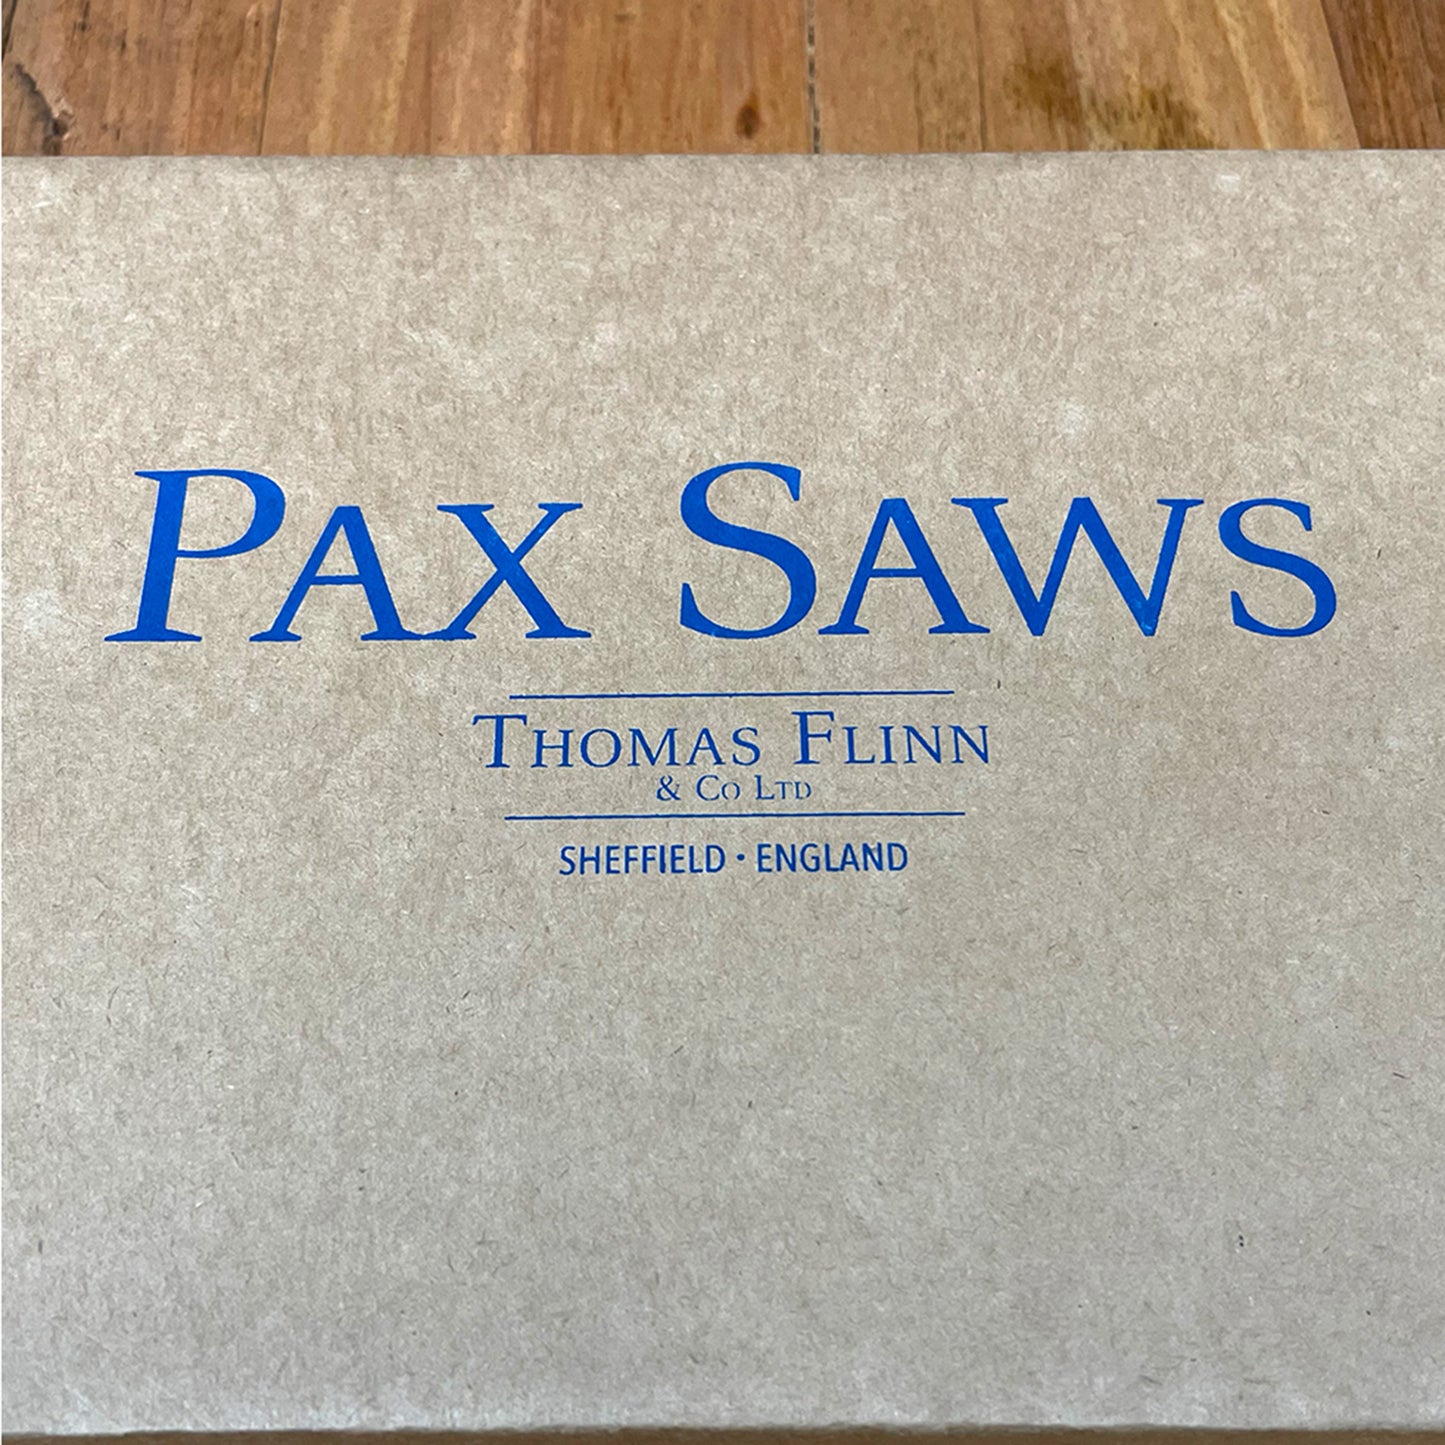 PAX SAWS
THOMAS FLINN
& CO LTD
SHEFFIELD · ENGLAND